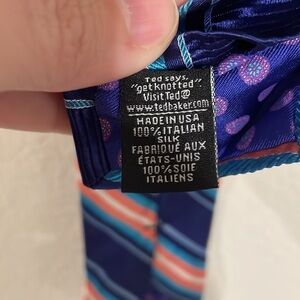 Ted says,
"get knotted"
Visit Ted@
www.tedbaker.com
MADE IN USA
100% ITALIAN
SILK
FABRIQUÉ AUX
ÉTATS-UNIS
100% SOIE
ITALIENS